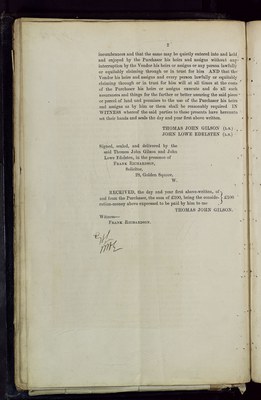 2
incumbrances and that the same may be quietly entered into and held
and enjoyed by the Purchaser his heirs and assigns without any
interruption by the Vendor his heirs or assigns or any person lawfully
or equitably claiming through or in trust for him AND that the
Vendor his heirs and assigns and every person lawfully or equitably
claiming through or in trust for him will at all times at the cost
of the Purchaser his heirs or assigns execute and do all such
assurances and things for the further or better assuring the said piece
or parcel of land and premises to the use of the Purchaser his heirs
and assigns as by him or them shall be reasonably required IN
WITNESS whereof the said parties to these presents have hereunto
set their hands and seals the day and year first above written.
THOMAS JOHN GILSON (L.S.)
JOHN LOWE EDELSTEN (L.S.)
Signed, sealed, and delivered by the
said Thomas John Gilson and John
Lowe Edelsten, in the presence of
FRANK RICHARDSON,
Solicitor,
28, Golden Square,
W.
RECEIVED, the day and year first above-written, of
and from the Purchaser, the sum of £500, being the consider-
ation-money above expressed to be paid by him to me
£500
THOMAS JOHN GILSON.
Witness—
FRANK RICHARDSON.